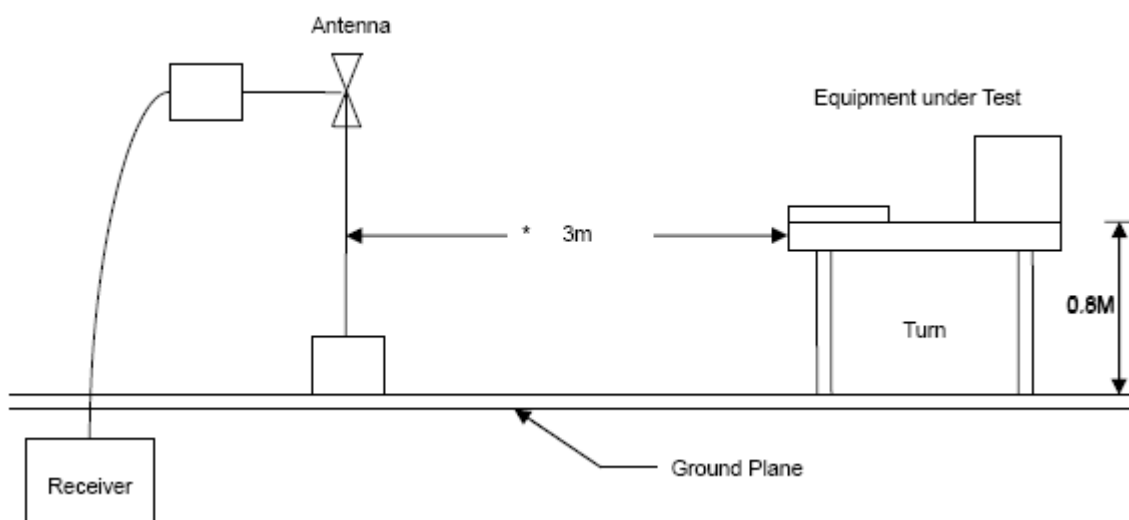 Antenna
Equipment under Test
* 3m
0.8M
Turn
Ground Plane
Receiver